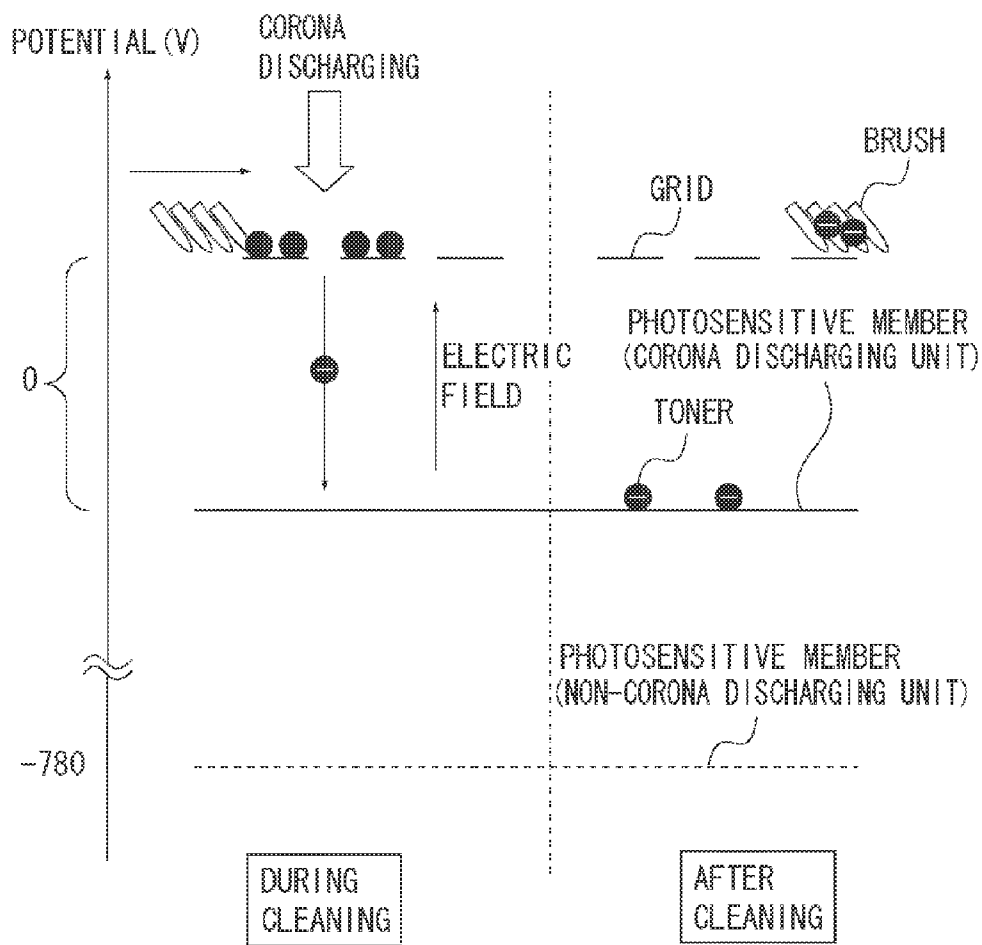 POTENTIAL (V)
CORONA
DISCHARGING
BRUSH
GRID
PHOTOSENSITIVE MEMBER
(CORONA DISCHARGING UNIT)
0
ELECTRIC
FIELD
TONER
PHOTOSENSITIVE MEMBER
(NON-CORONA DISCHARGING UNIT)
-780
DURING
CLEANING
AFTER
CLEANING